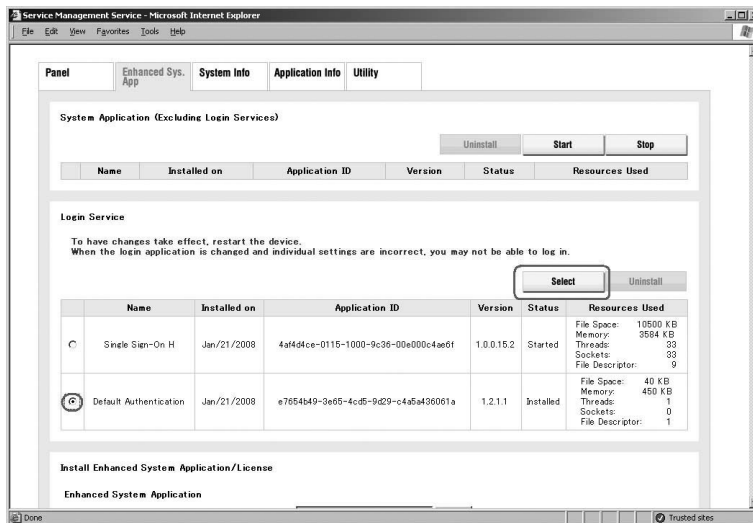 Service Management Service - Microsoft Internet Explorer
File Edit View Favorites Tools Help
Panel Enhanced Sys. App System Info Application Info Utility
System Application (Excluding Login Services)
Uninstall Start Stop
Name Installed on Application ID Version Status Resources Used
Login Service
To have changes take effect, restart the device.
When the login application is changed and individual settings are incorrect, you may not be able to log in.
Select Uninstall
Name Installed on Application ID Version Status Resources Used
Single Sign-On H Jan/21/2008 4af4d4ce-0115-1000-9c36-00e000c4ae6f 1.0.0.15.2 Started
File Space: 10500 KB
Memory: 3584 KB
Threads: 33
Sockets: 33
File Descriptor: 9
Default Authentication Jan/21/2008 e7654b49-3e65-4cd5-9d29-c4a5a436061a 1.2.1.1 Installed
File Space: 40 KB
Memory: 450 KB
Threads: 1
Sockets: 0
File Descriptor: 1
Install Enhanced System Application/License
Enhanced System Application
Done Trusted sites